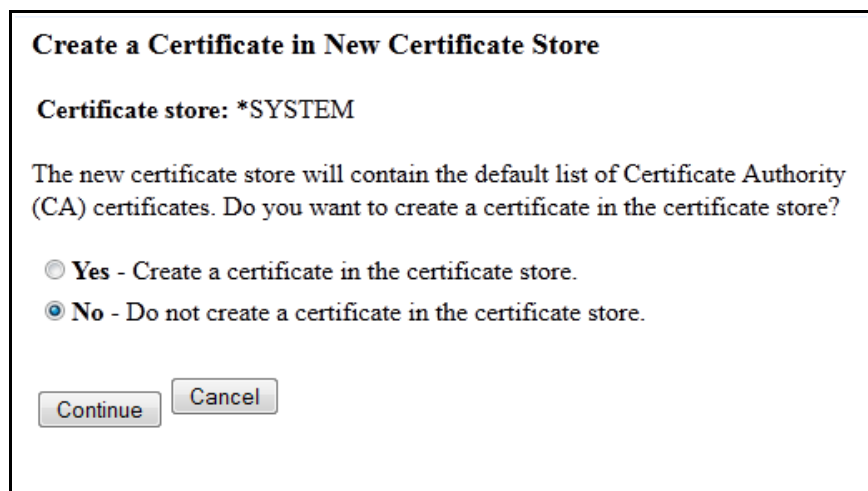 Create a Certificate in New Certificate Store
Certificate store: *SYSTEM
The new certificate store will contain the default list of Certificate Authority
(CA) certificates. Do you want to create a certificate in the certificate store?
Yes - Create a certificate in the certificate store.
No - Do not create a certificate in the certificate store.
Continue Cancel